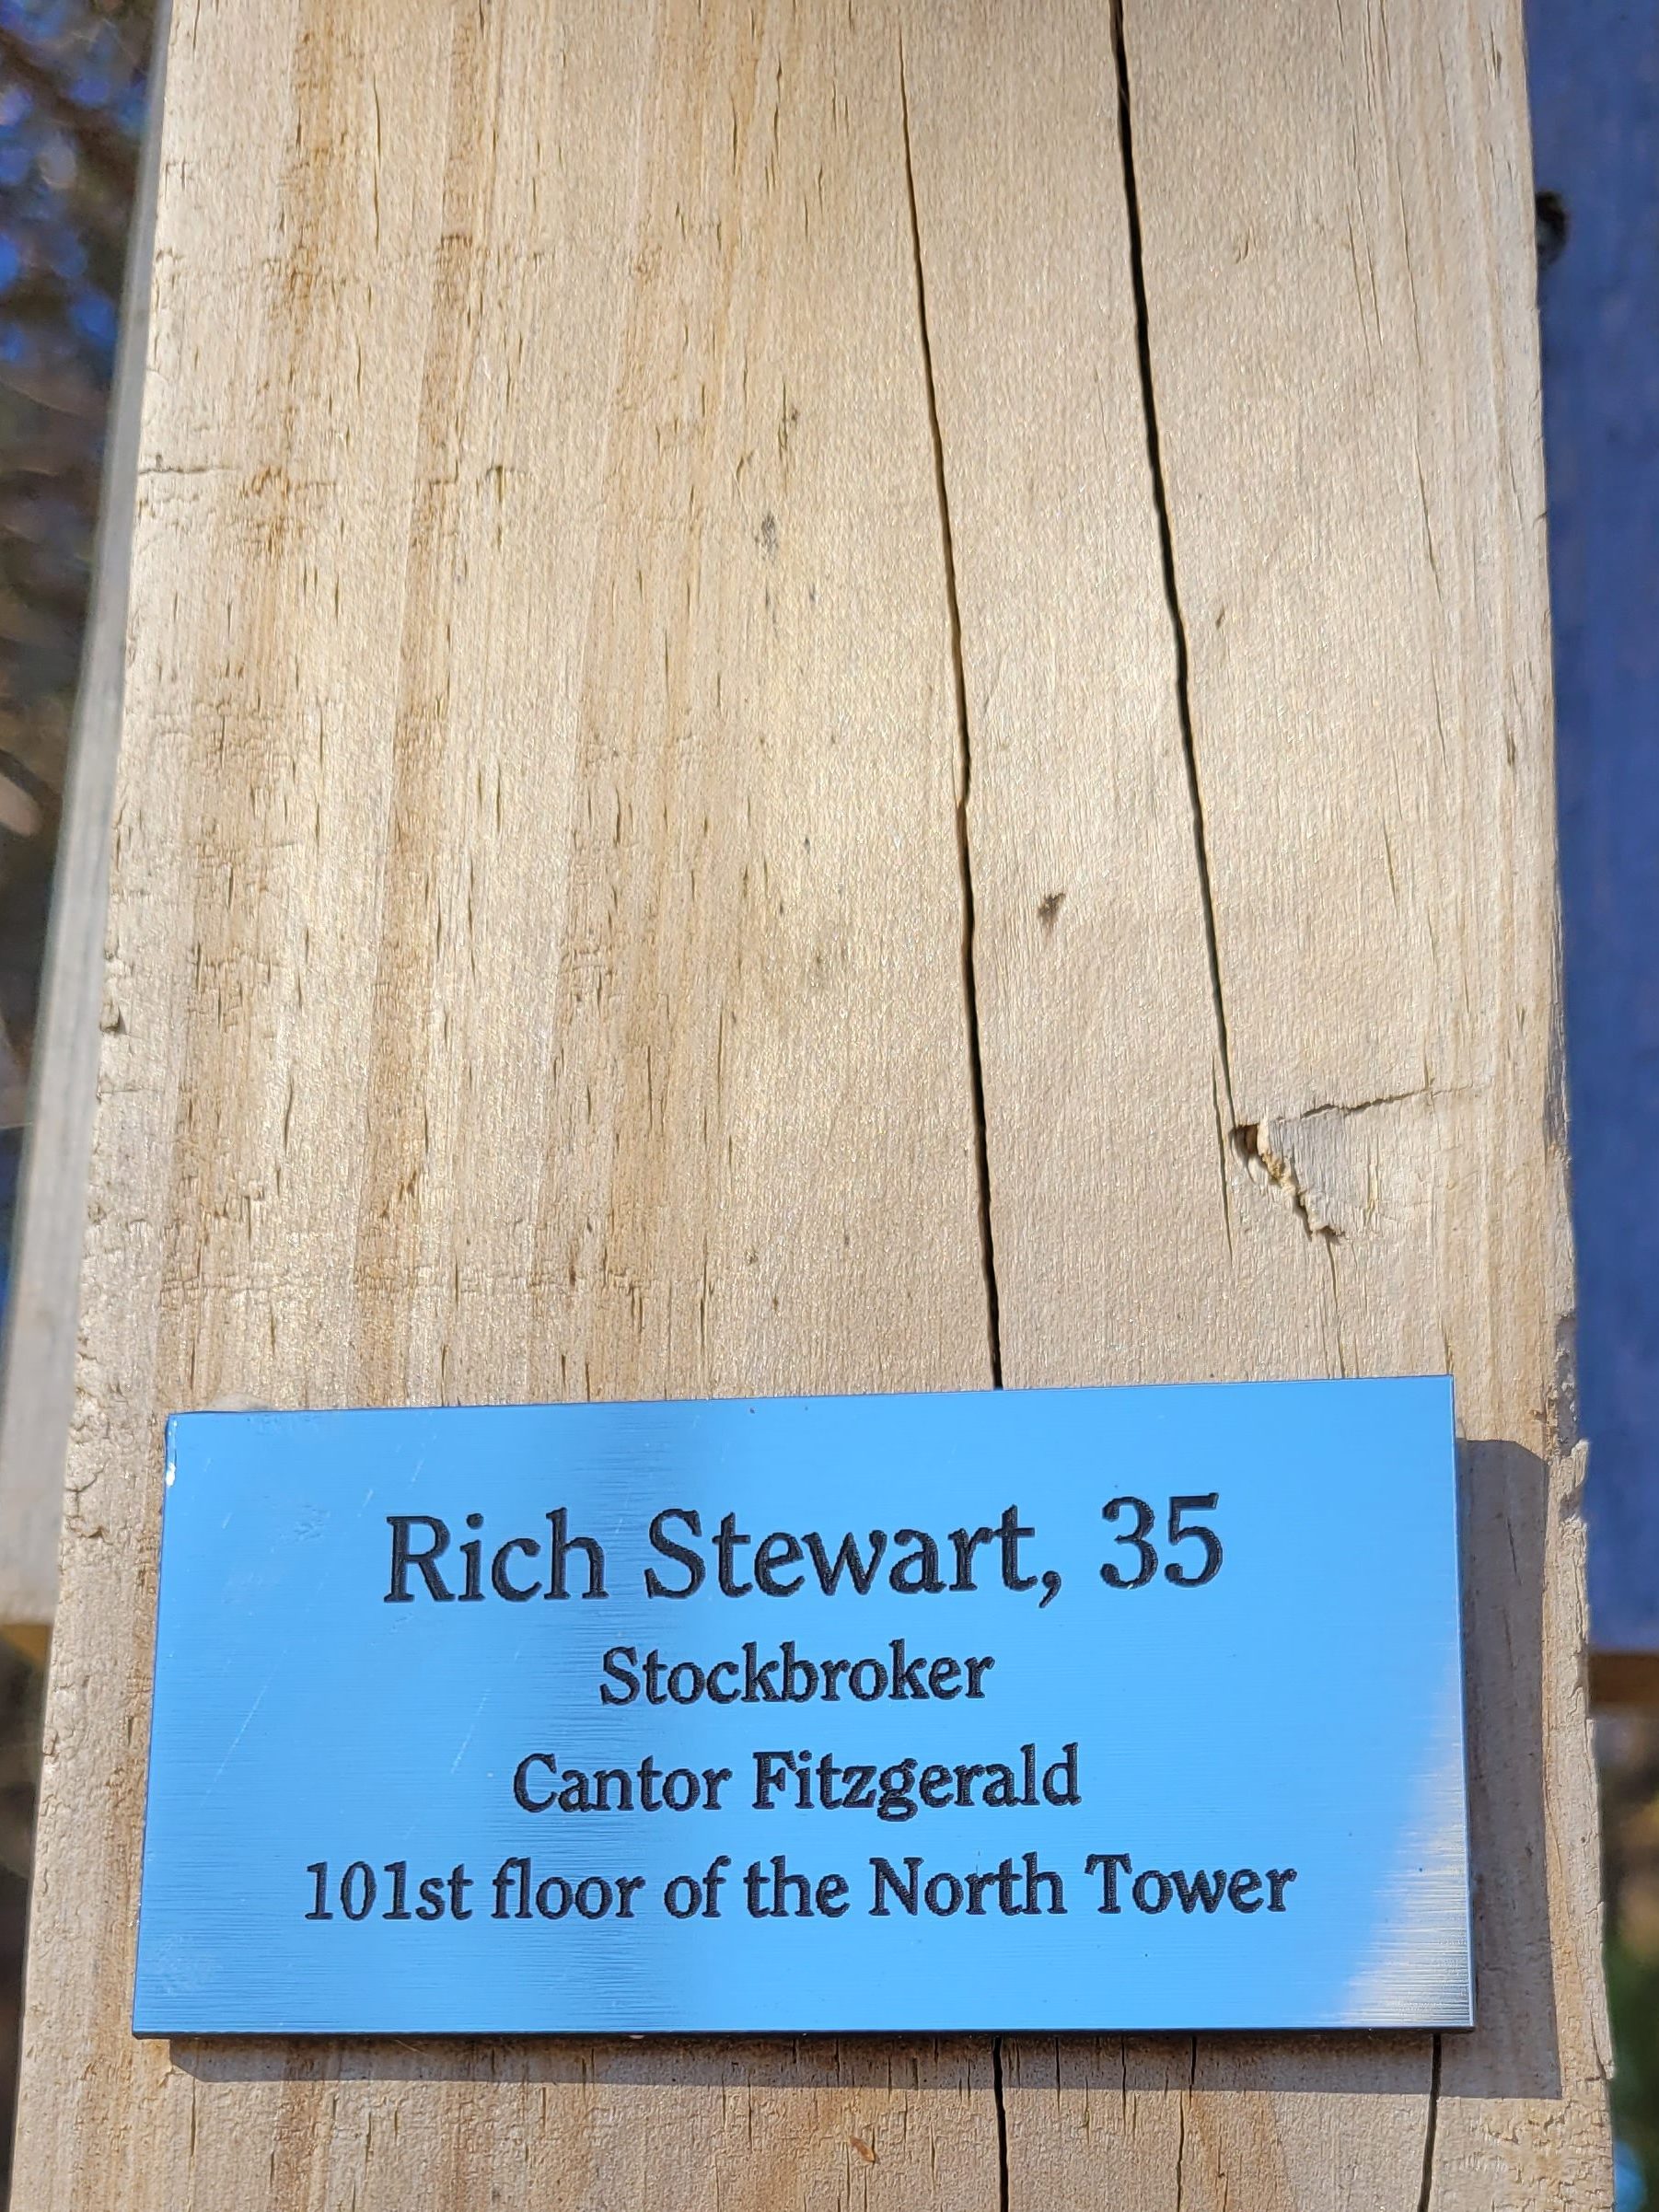 Rich Stewart, 35
Stockbroker
Cantor Fitzgerald
101st floor of the North Tower